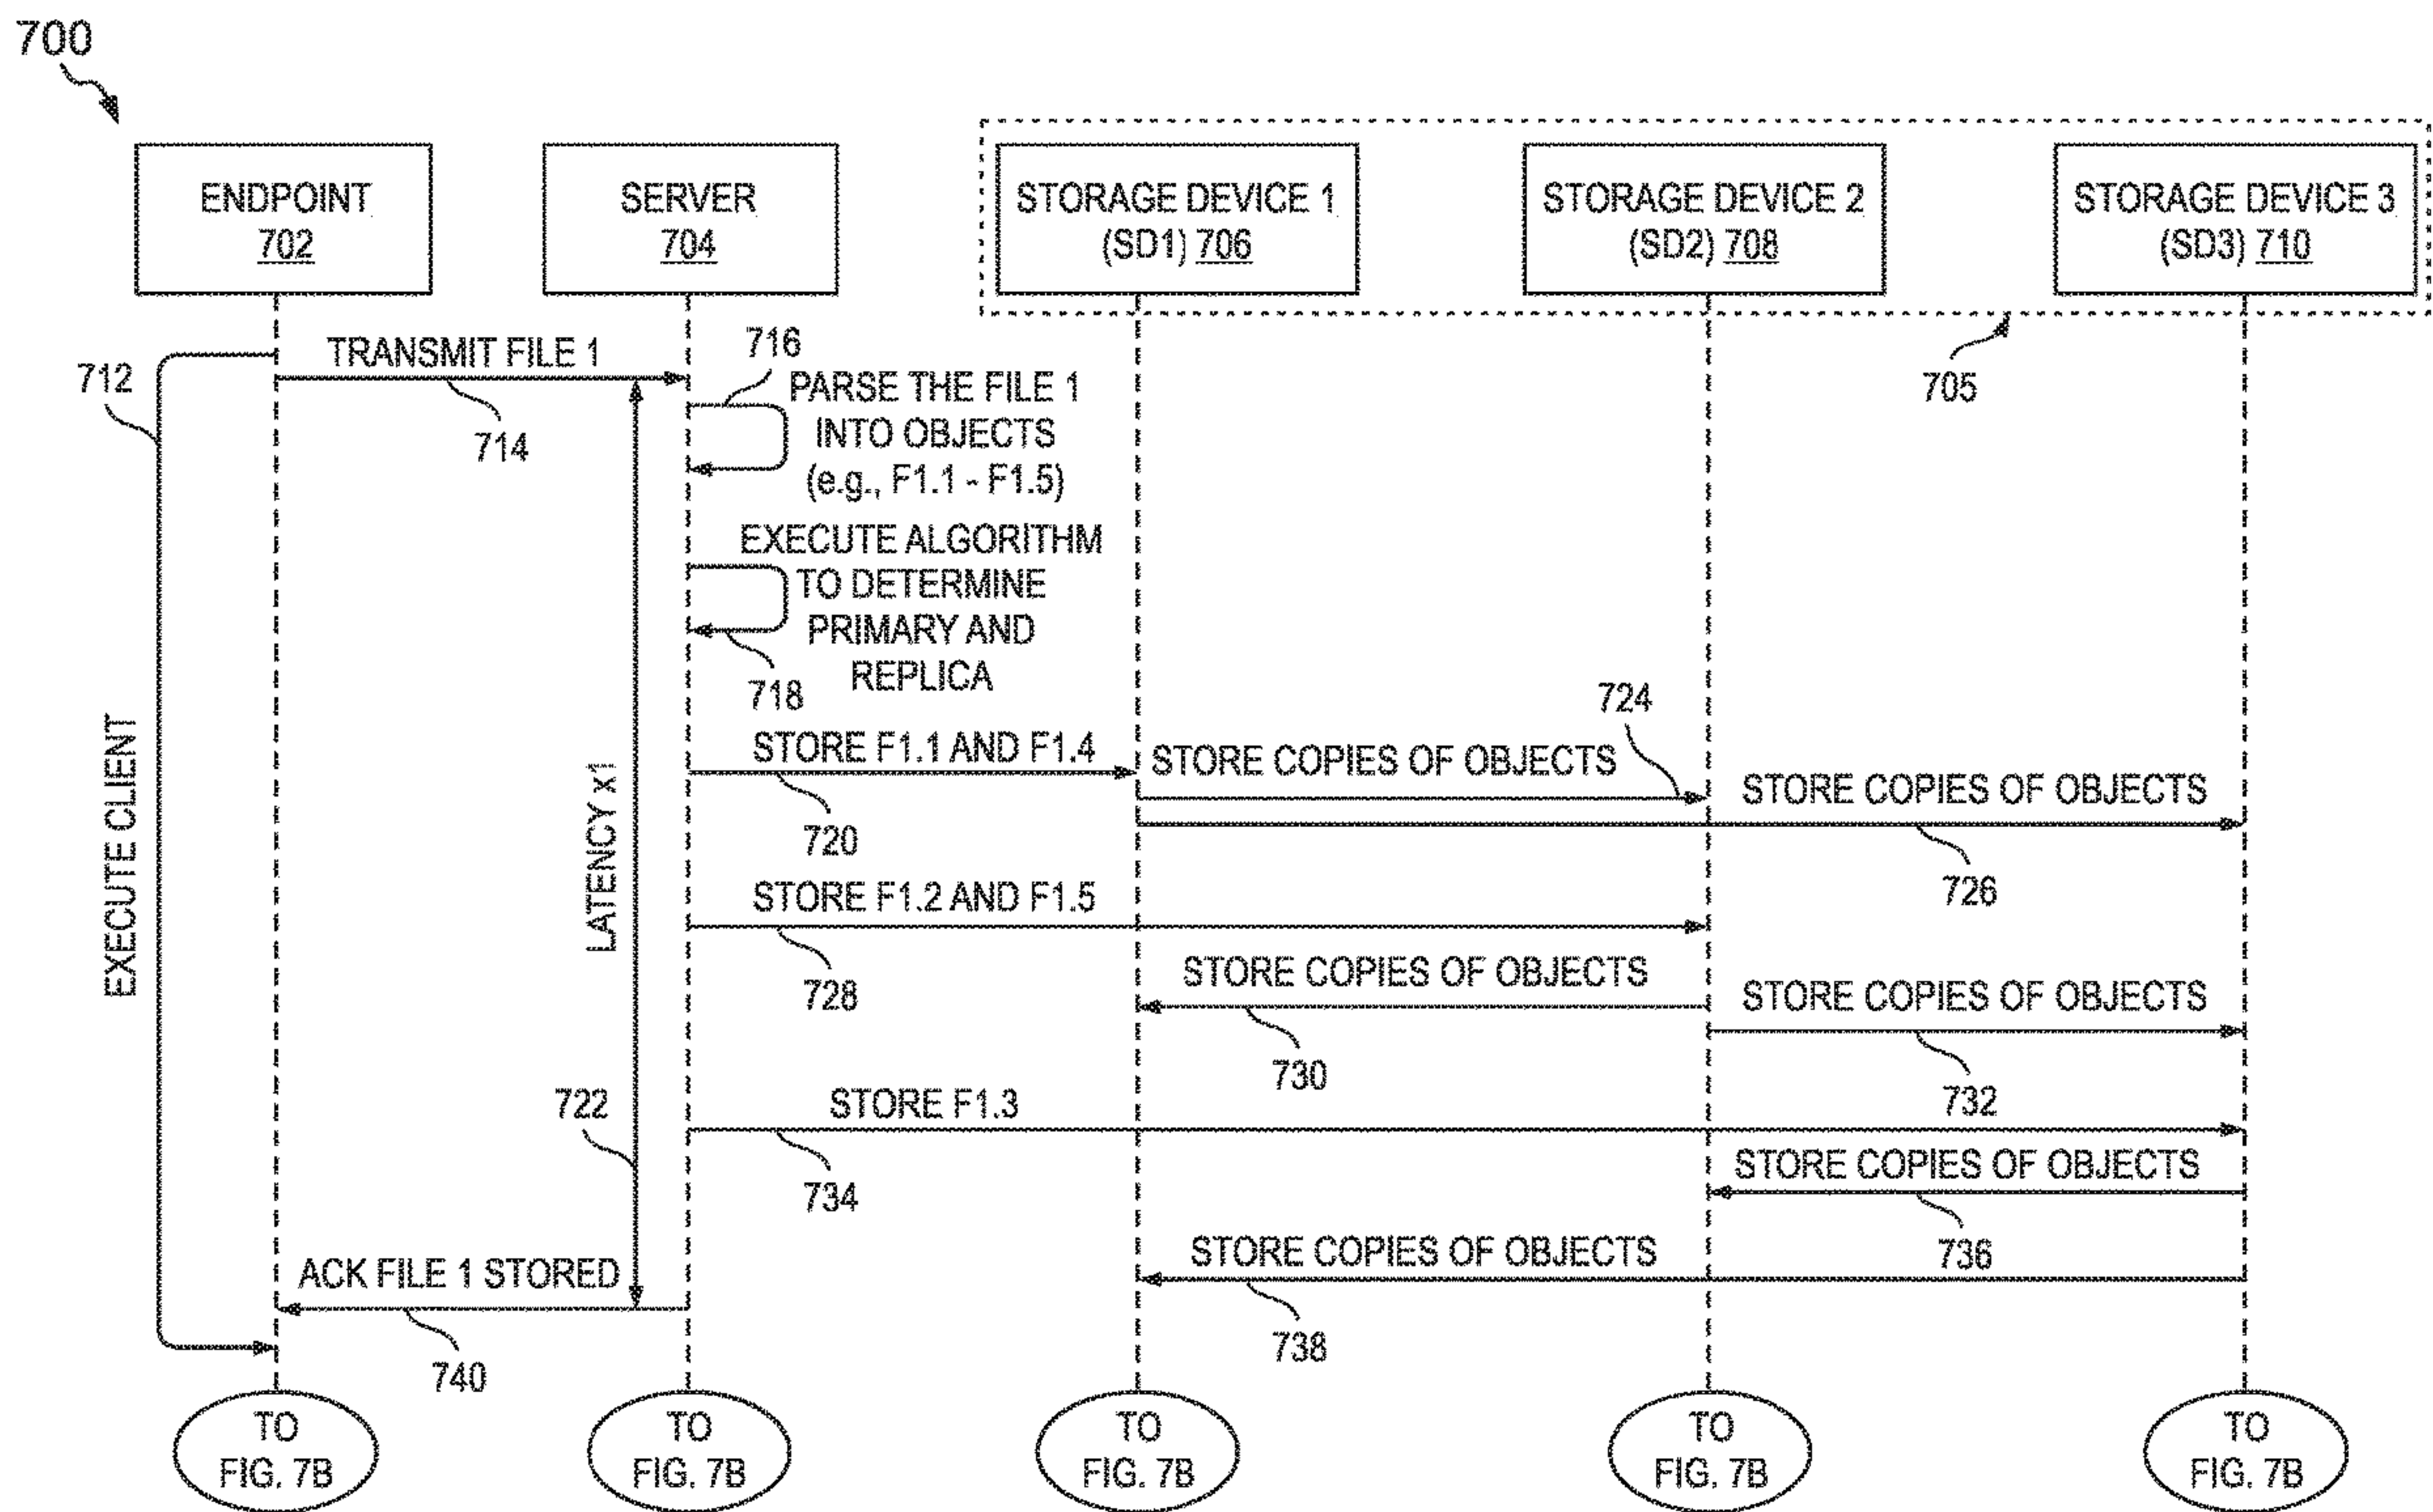 700
ENDPOINT
702
SERVER
704
STORAGE DEVICE 1
(SD1) 706
STORAGE DEVICE 2
(SD2) 708
STORAGE DEVICE 3
(SD3) 710
705
712
EXECUTE CLIENT
TRANSMIT FILE 1
714
716
PARSE THE FILE 1
INTO OBJECTS
(e.g., F1.1 - F1.5)
EXECUTE ALGORITHM
TO DETERMINE
PRIMARY AND
REPLICA
718
LATENCY x1
722
STORE F1.1 AND F1.4
720
STORE COPIES OF OBJECTS
724
STORE COPIES OF OBJECTS
726
STORE F1.2 AND F1.5
728
STORE COPIES OF OBJECTS
730
STORE COPIES OF OBJECTS
732
STORE F1.3
734
STORE COPIES OF OBJECTS
736
STORE COPIES OF OBJECTS
738
ACK FILE 1 STORED
740
TO
FIG. 7B
TO
FIG. 7B
TO
FIG. 7B
TO
FIG. 7B
TO
FIG. 7B